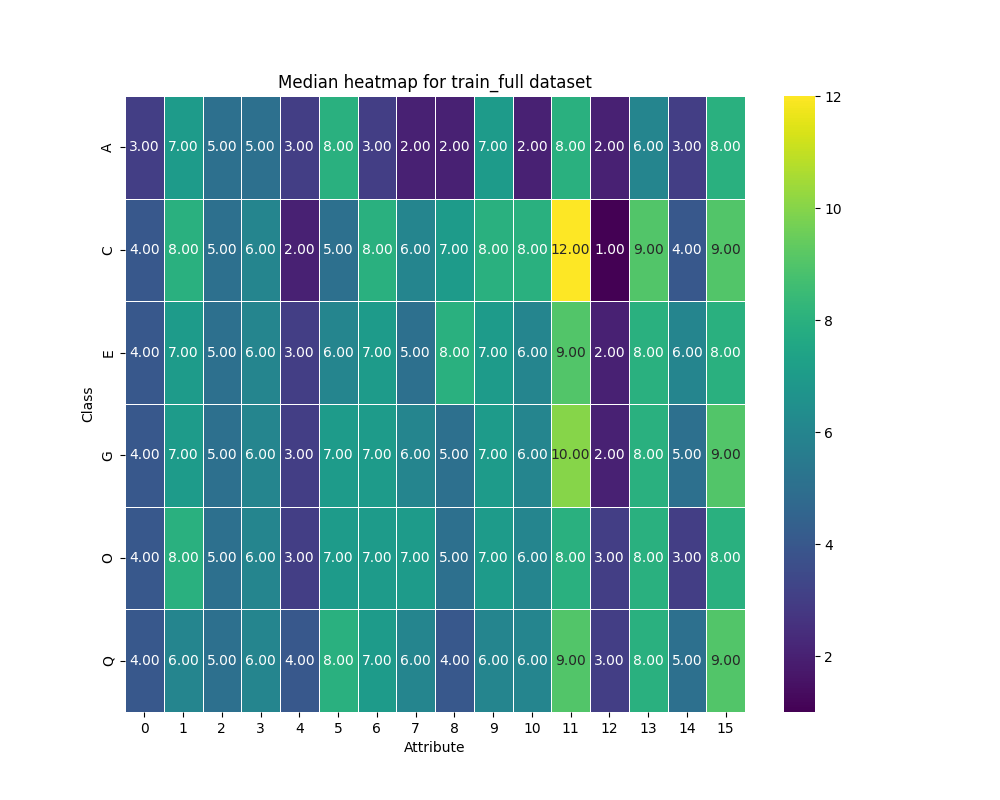 Median heatmap for train_full dataset
A 3.00 7.00 5.00 5.00 3.00 8.00 3.00 2.00 2.00 7.00 2.00 8.00 2.00 6.00 3.00 8.00
C 4.00 8.00 5.00 6.00 2.00 5.00 8.00 6.00 7.00 8.00 8.00 12.00 1.00 9.00 4.00 9.00
E 4.00 7.00 5.00 6.00 3.00 6.00 7.00 5.00 8.00 7.00 6.00 9.00 2.00 8.00 6.00 8.00
G 4.00 7.00 5.00 6.00 3.00 7.00 7.00 6.00 5.00 7.00 6.00 10.00 2.00 8.00 5.00 9.00
O 4.00 8.00 5.00 6.00 3.00 7.00 7.00 7.00 5.00 7.00 6.00 8.00 3.00 8.00 3.00 8.00
Q 4.00 6.00 5.00 6.00 4.00 8.00 7.00 6.00 4.00 6.00 6.00 9.00 3.00 8.00 5.00 9.00
0 1 2 3 4 5 6 7 8 9 10 11 12 13 14 15
Attribute
Class
12
10
8
6
4
2